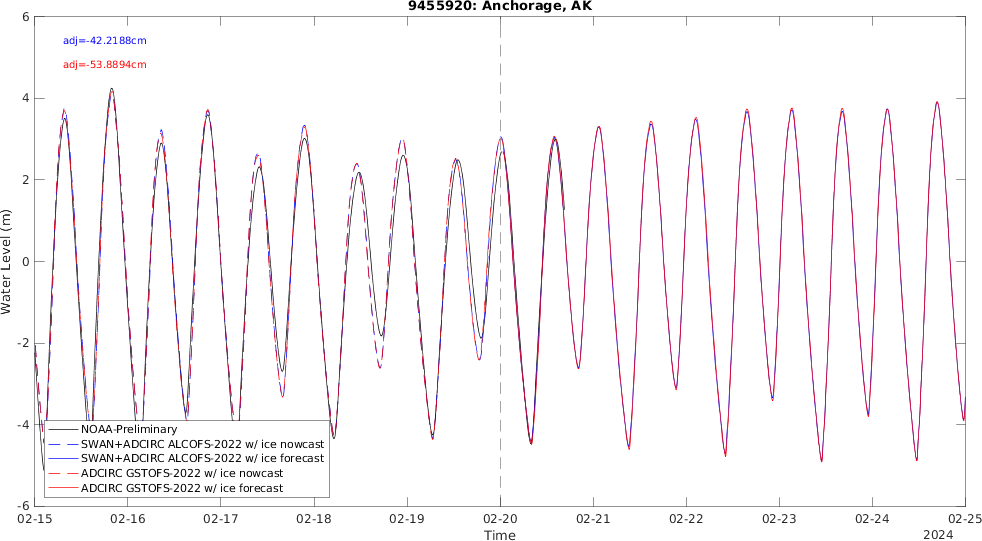 9455920: Anchorage, AK
adj=-42.2188cm
adj=-53.8894cm
6
4
2
0
-2
-4
-6
Water Level (m)
NOAA-Preliminary
SWAN+ADCIRC ALCOFS-2022 w/ ice nowcast
SWAN+ADCIRC ALCOFS-2022 w/ ice forecast
ADCIRC GSTOFS-2022 w/ ice nowcast
ADCIRC GSTOFS-2022 w/ ice forecast
02-15 02-16 02-17 02-18 02-19 02-20 02-21 02-22 02-23 02-24 02-25
Time
2024